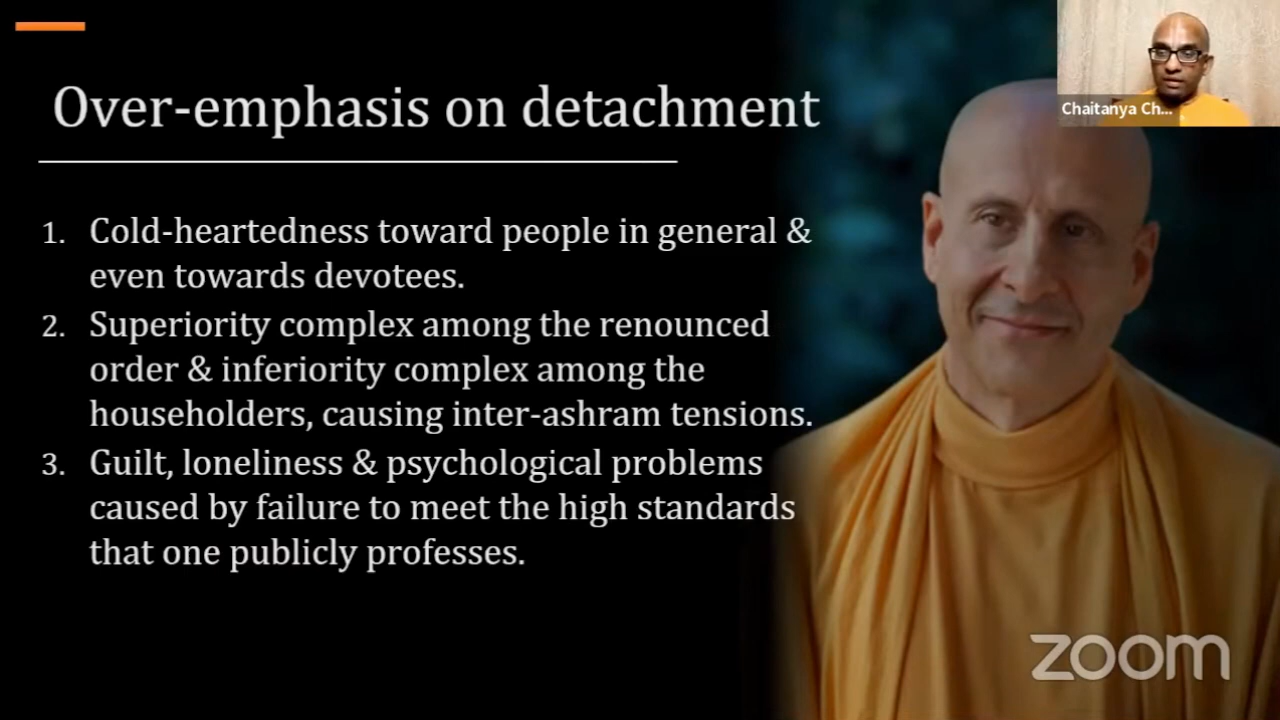 Over-emphasis on detachment
1. Cold-heartedness toward people in general &
even towards devotees.
2. Superiority complex among the renounced
order & inferiority complex among the
householders, causing inter-ashram tensions.
3. Guilt, loneliness & psychological problems
caused by failure to meet the high standards
that one publicly professes.
Chaitanya Ch...
zoom